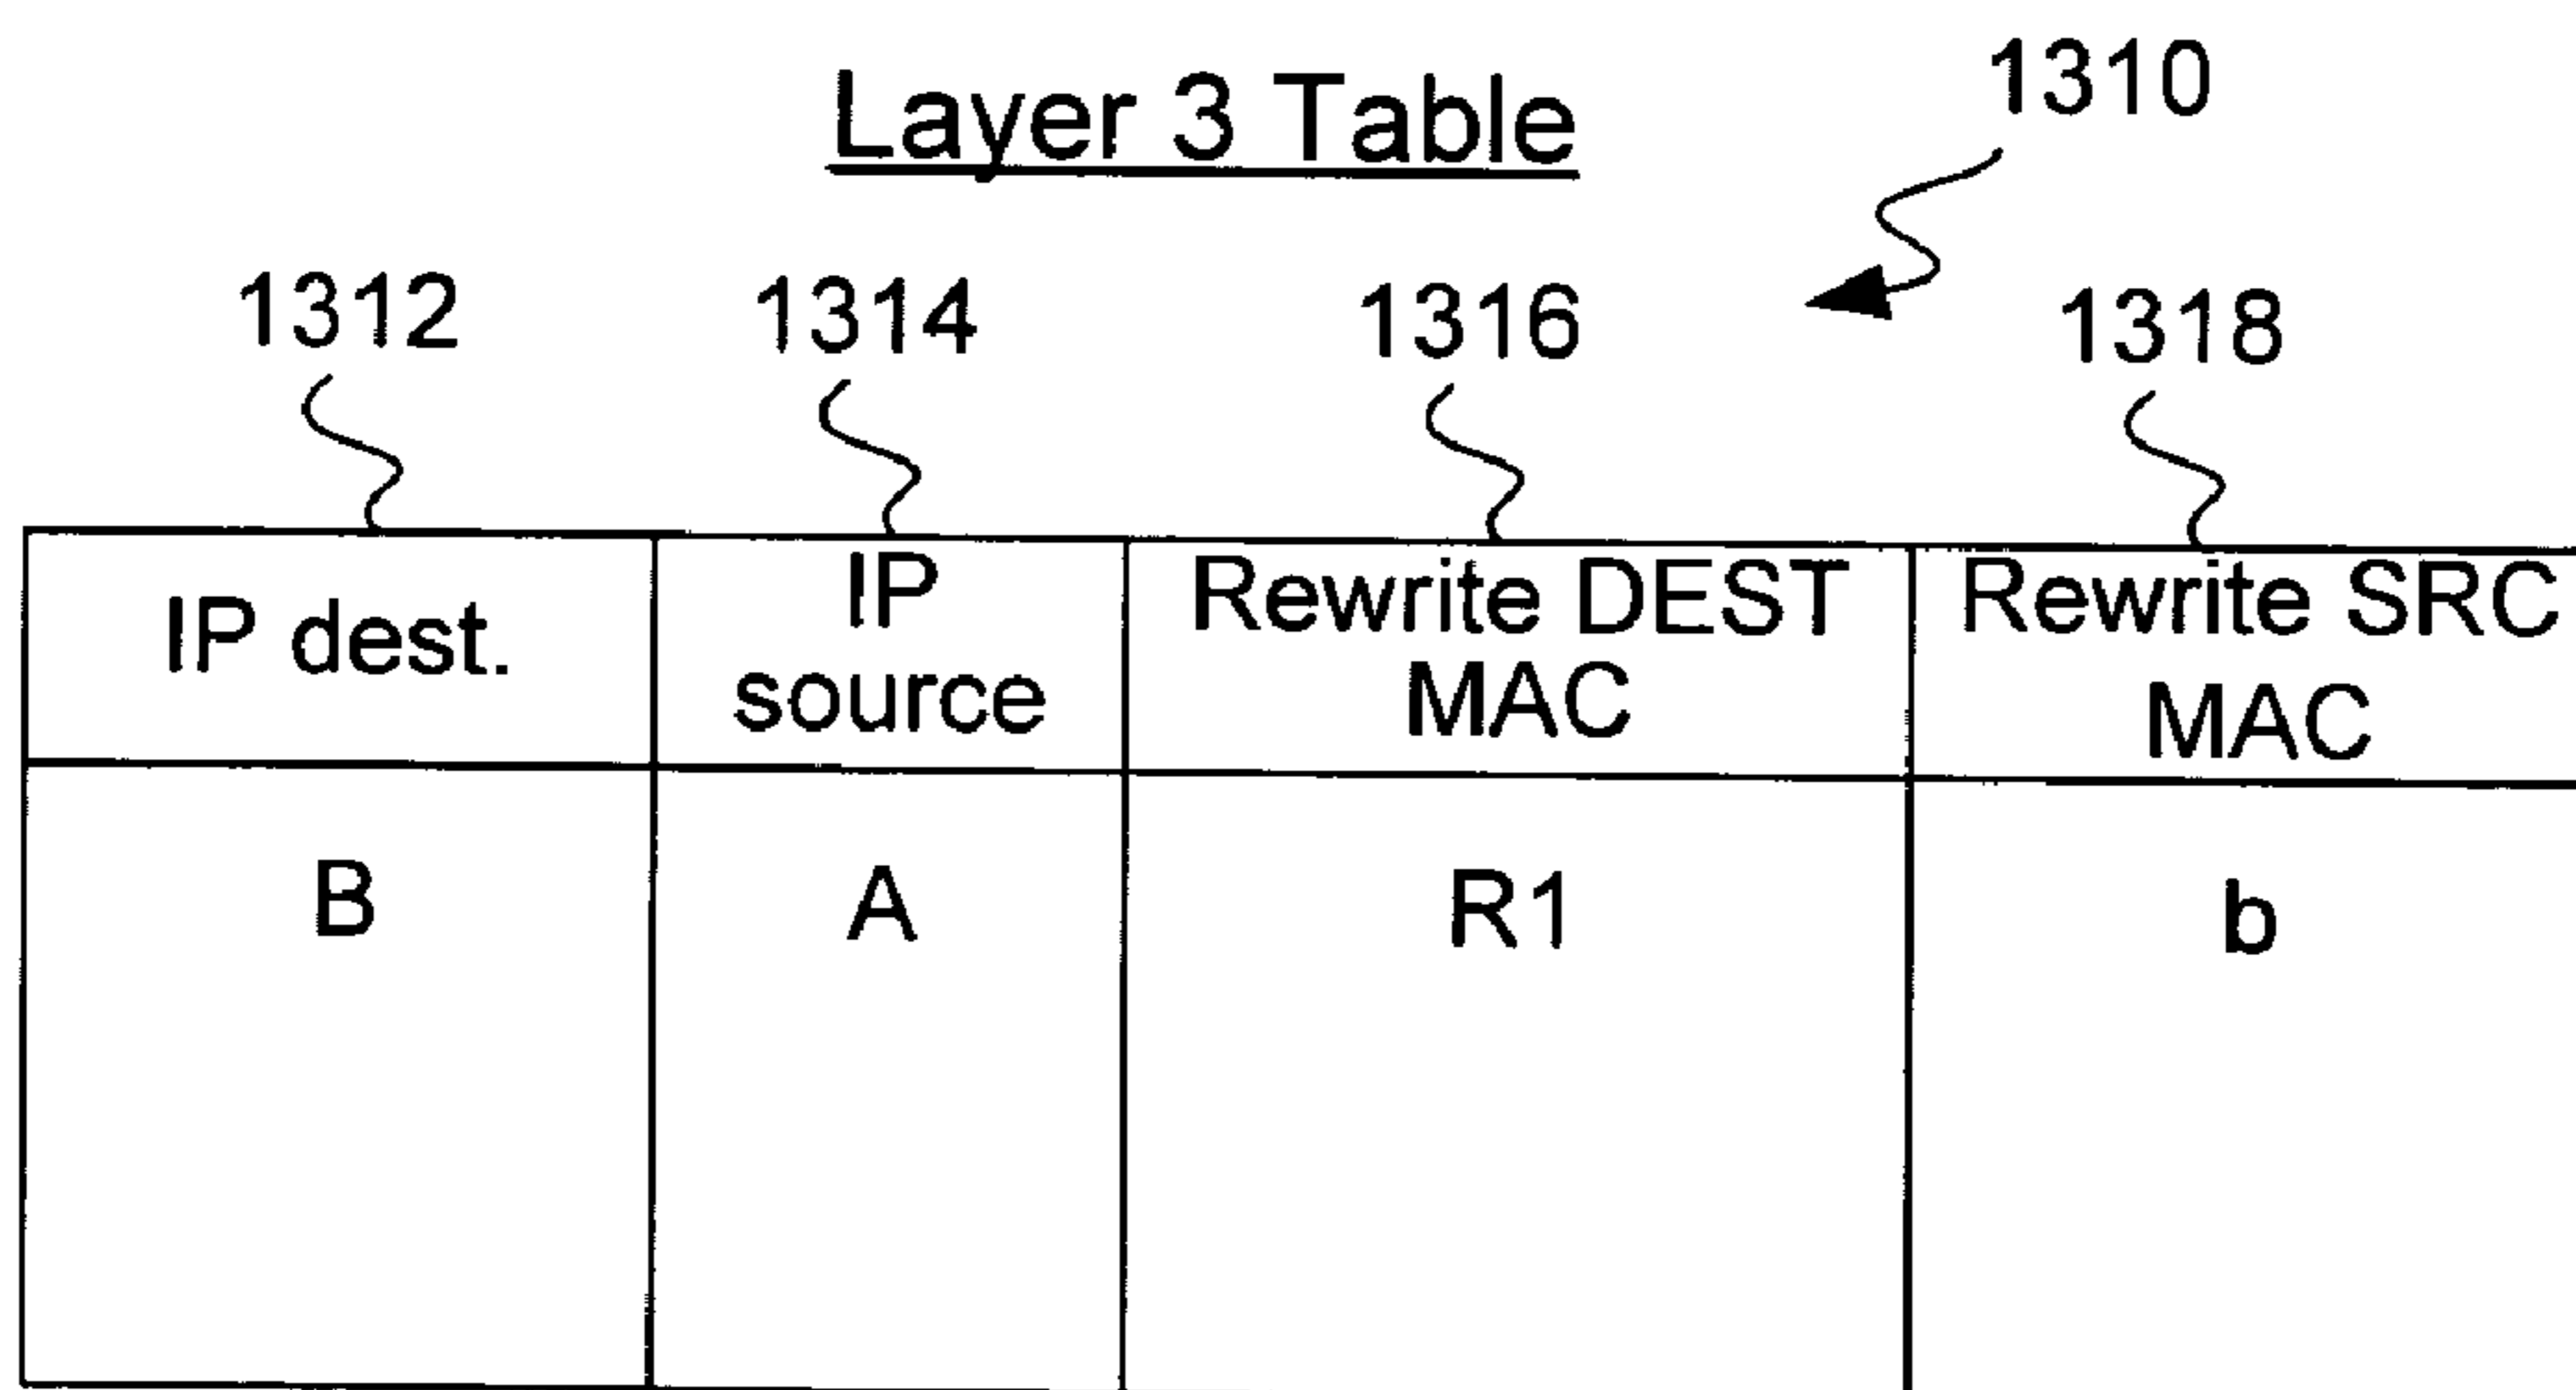 Layer 3 Table
1310
1312 1314 1316 1318
IP dest. IP source Rewrite DEST MAC Rewrite SRC MAC
B A R1 b